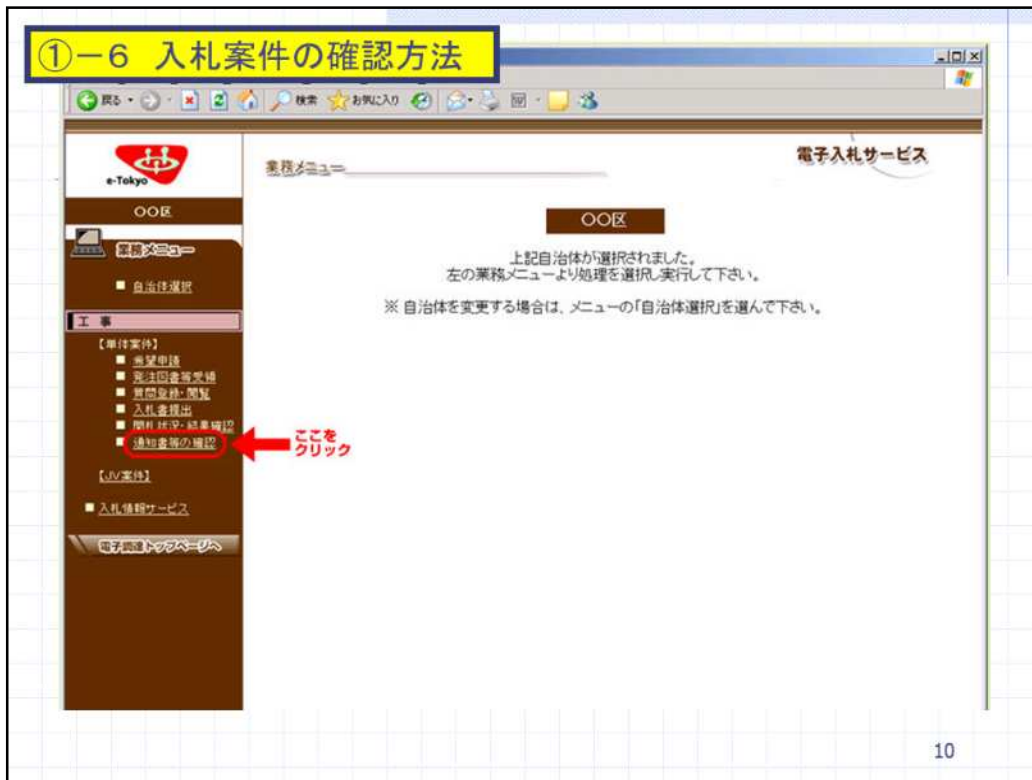 ①－6 入札案件の確認方法
戻る
検索
お気に入り
e-Tokyo
業務メニュー
電子入札サービス
〇〇区
〇〇区
業務メニュー
上記自治体が選択されました。
左の業務メニューより処理を選択し実行して下さい。
自治体選択
※ 自治体を変更する場合は、メニューの「自治体選択」を選んで下さい。
工 事
【単体案件】
希望申請
発注図書等受領
質問登録・閲覧
入札書提出
開札状況・結果確認
通知書等の確認
ここを
クリック
【JV案件】
入札情報サービス
電子調達トップページへ
10